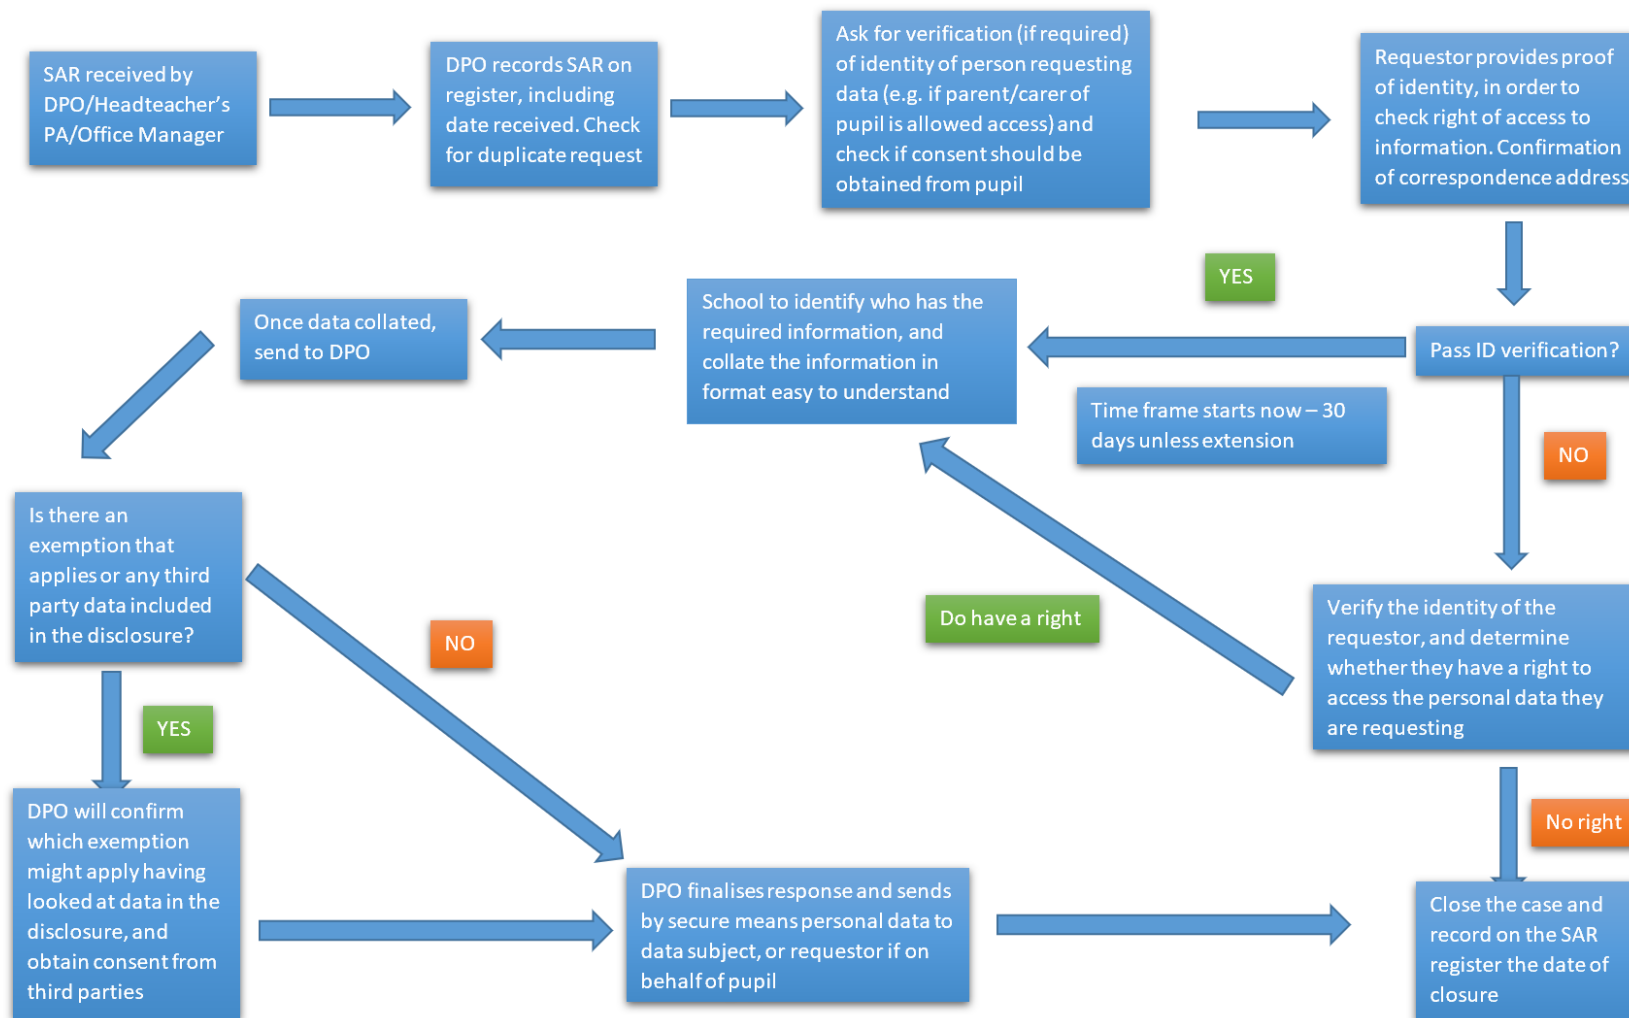 SAR received by
DPO/Headteacher's
PA/Office Manager
DPO records SAR on
register, including
date received. Check
for duplicate request
Ask for verification (if required)
of identity of person requesting
data (e.g. if parent/carer of
pupil is allowed access) and
check if consent should be
obtained from pupil
Requestor provides proof
of identity, in order to
check right of access to
information. Confirmation
of correspondence address
YES
Pass ID verification?
School to identify who has the
required information, and
collate the information in
format easy to understand
Once data collated,
send to DPO
Time frame starts now – 30
days unless extension
NO
Is there an
exemption that
applies or any third
party data included
in the disclosure?
NO
Do have a right
Verify the identity of the
requestor, and determine
whether they have a right to
access the personal data they
are requesting
YES
No right
DPO will confirm
which exemption
might apply having
looked at data in the
disclosure, and
obtain consent from
third parties
DPO finalises response and sends
by secure means personal data to
data subject, or requestor if on
behalf of pupil
Close the case and
record on the SAR
register the date of
closure